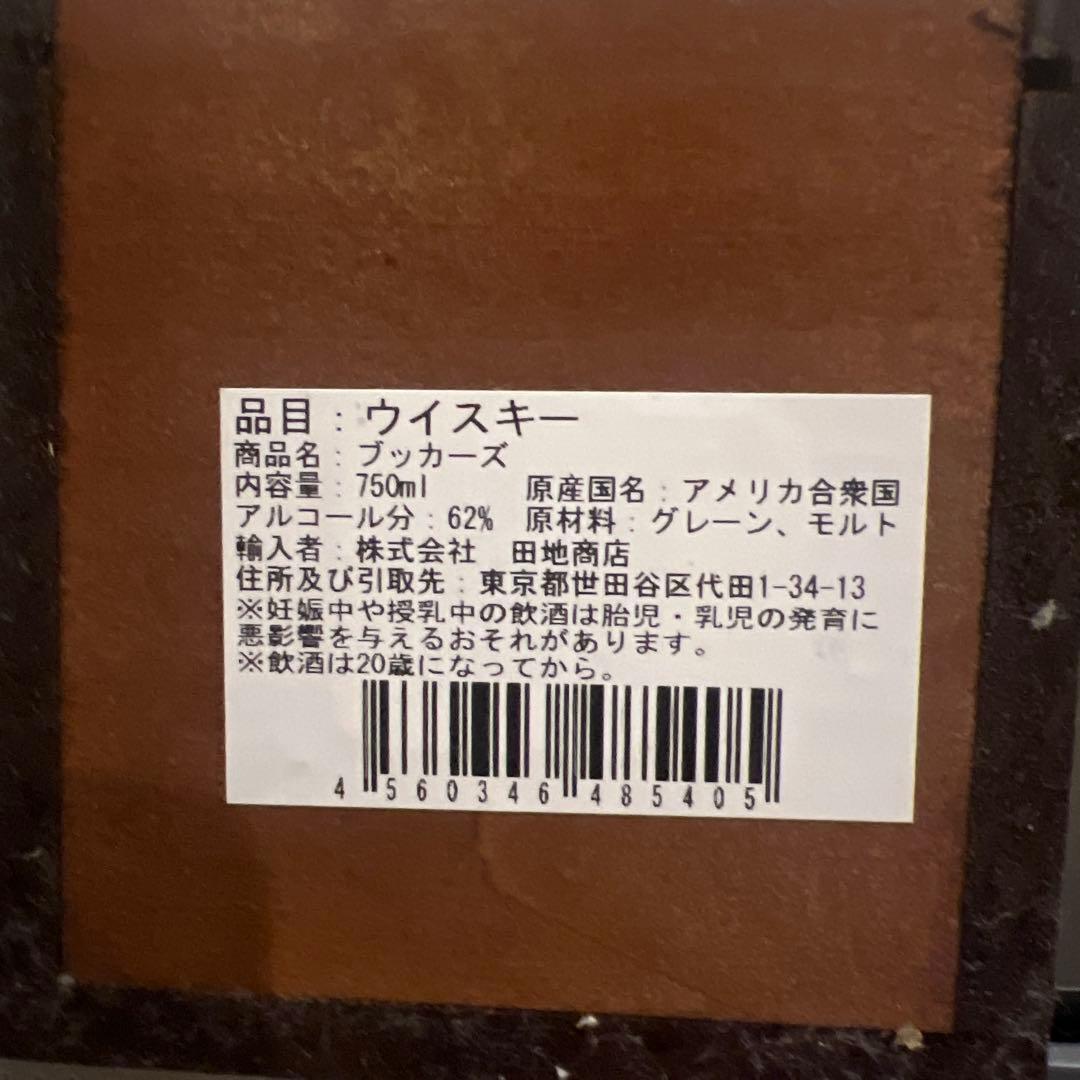 品目：ウイスキー
商品名：ブッカーズ
内容量：750ml　原産国名：アメリカ合衆国
アルコール分：62%　原材料：グレーン、モルト
輸入者：株式会社　田地商店
住所及び引取先：東京都世田谷区代田1-34-13
※妊娠中や授乳中の飲酒は胎児・乳児の発育に
悪影響を与えるおそれがあります。
※飲酒は20歳になってから。
4 560346 485405